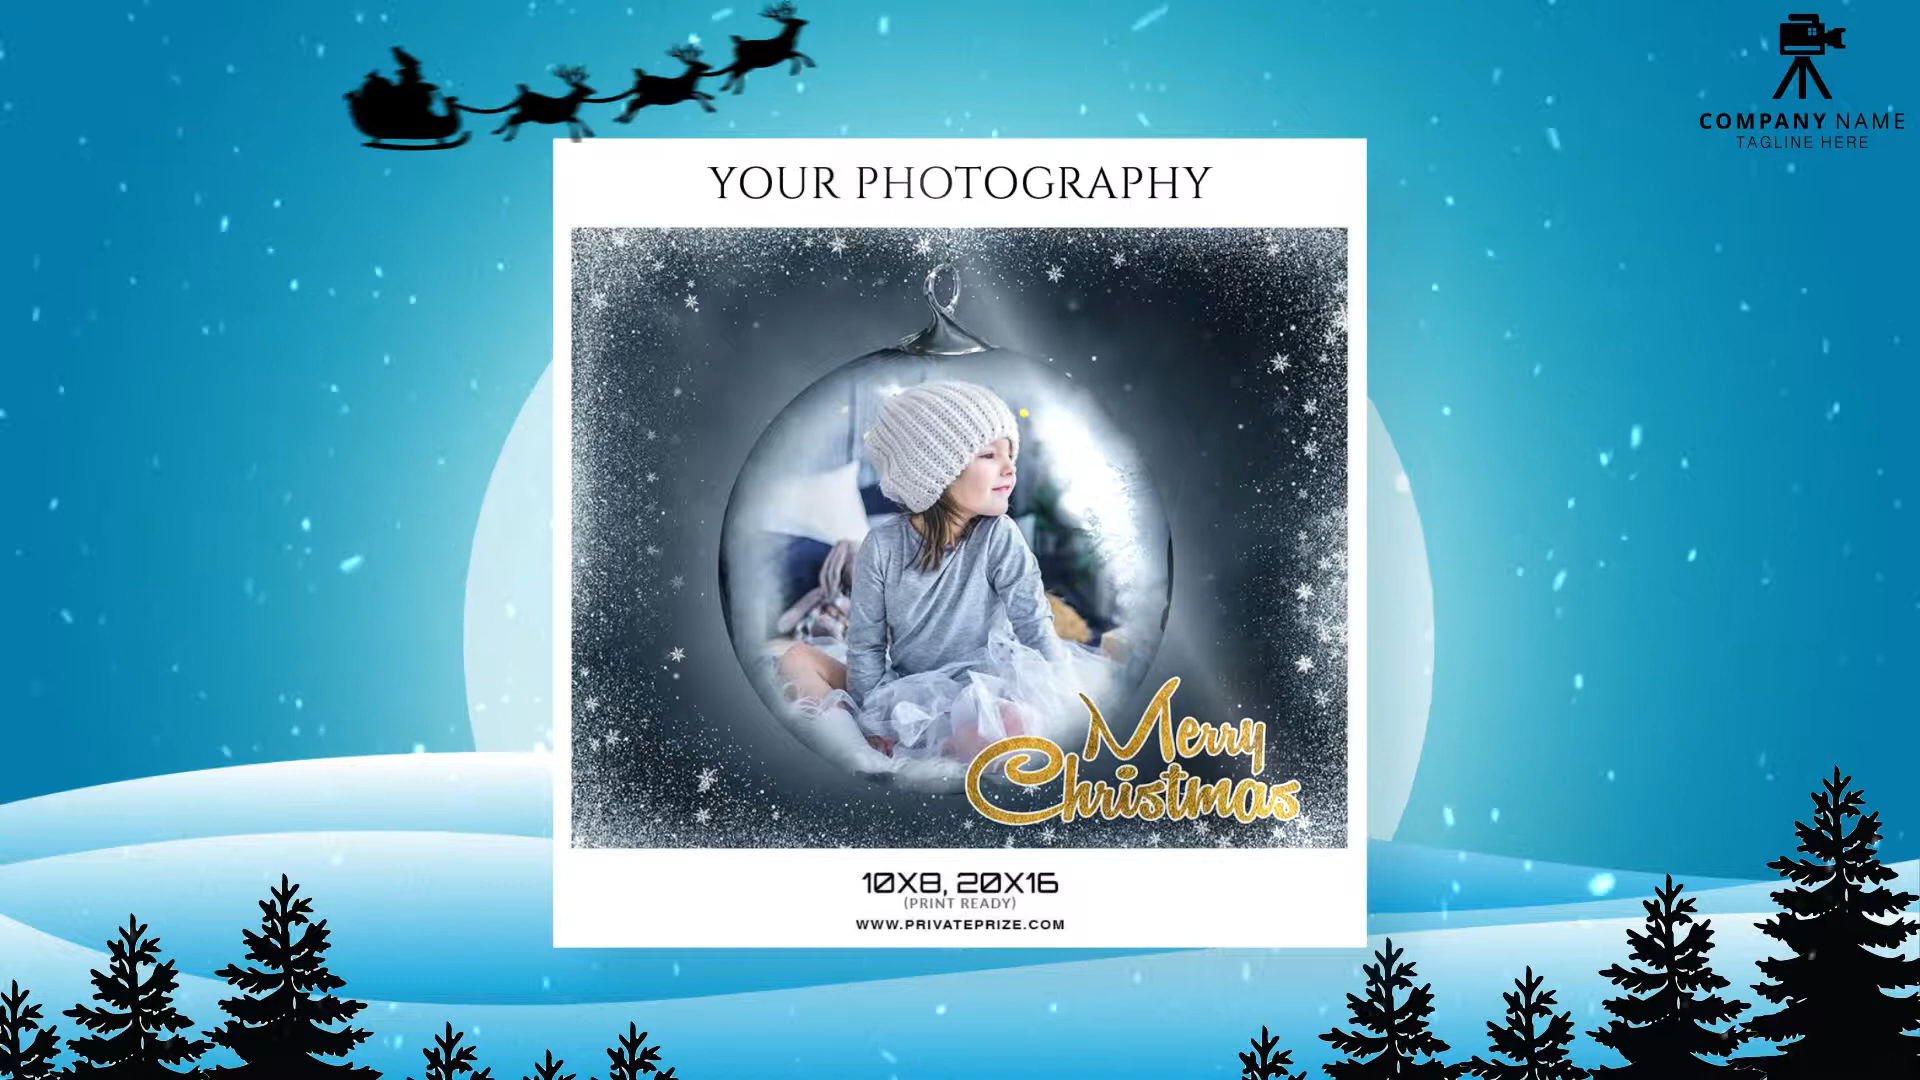 COMPANY NAME
TAGLINE HERE
YOUR PHOTOGRAPHY
Merry
Christmas
10X8, 20X16
(PRINT READY)
WWW.PRIVATEPRIZE.COM